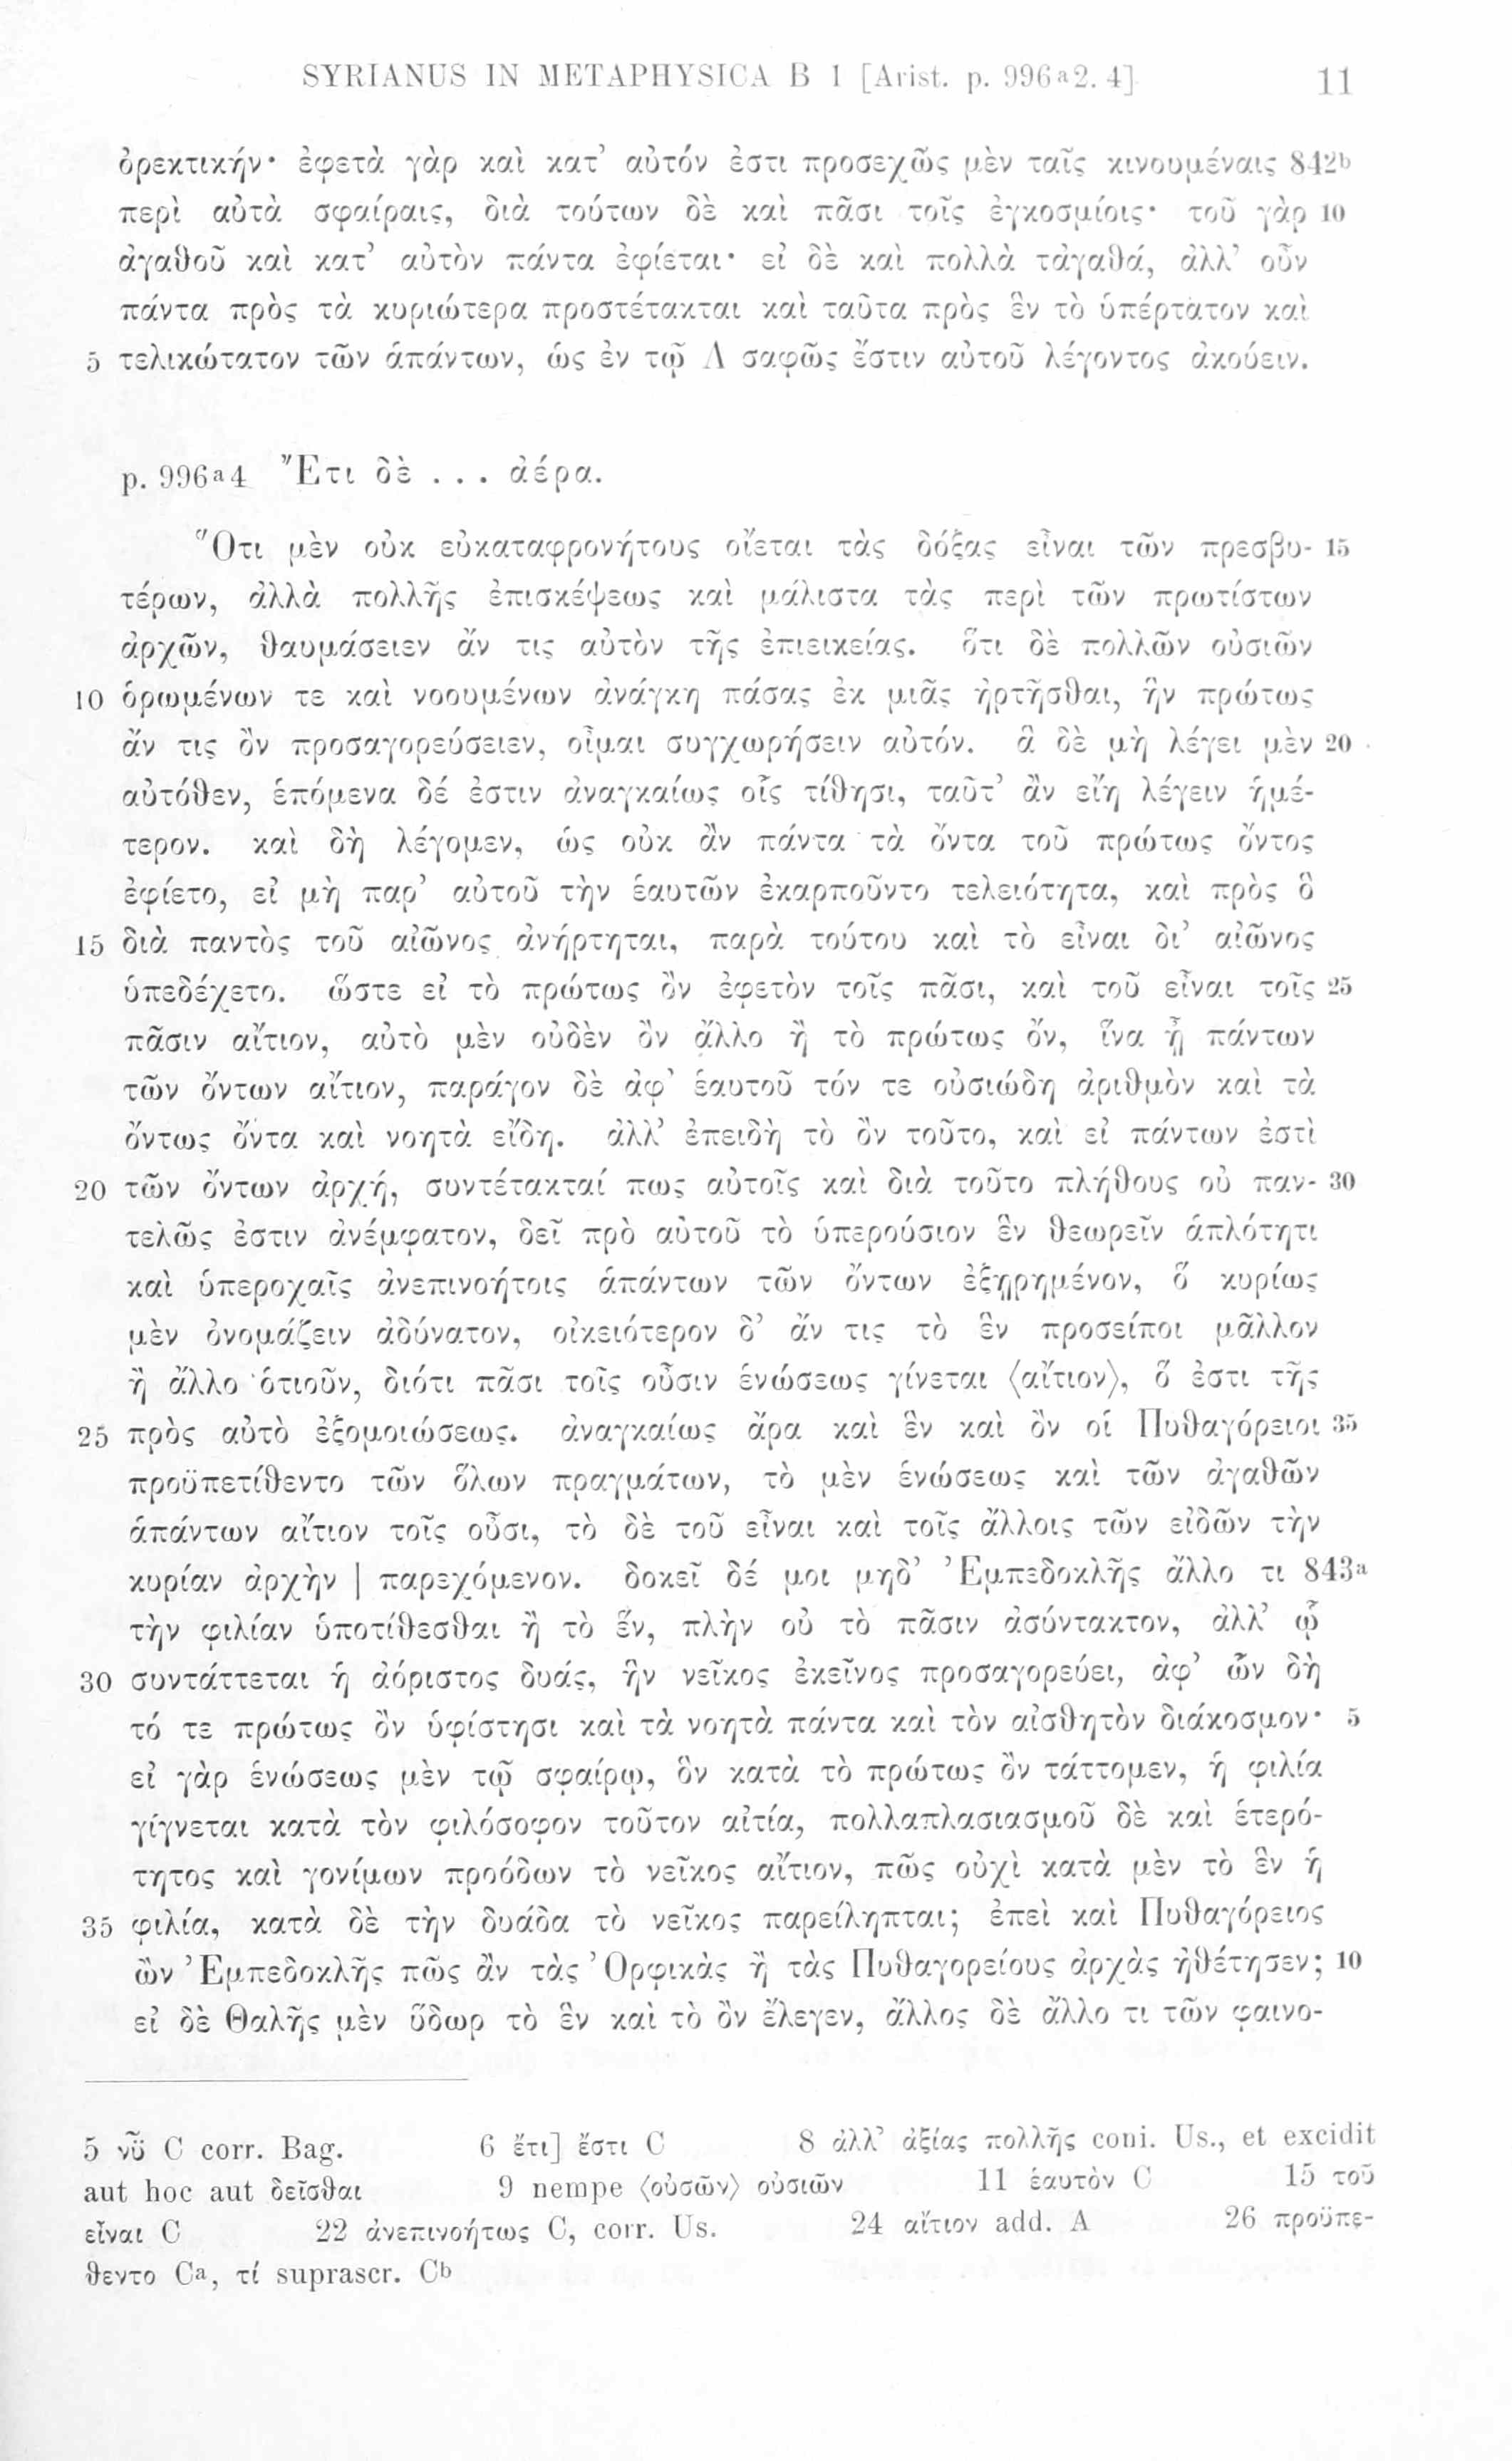 SYRIANUS IN METAPHYSICA B 1 [Arist. p. 996a2. 4] 11
ὀρεκτικήν· ἐφετὰ γὰρ καὶ κατ’ αὐτόν ἐστι προσεχῶς μὲν ταῖς κινουμέναις 842b
περὶ αὐτὰ σφαίραις, διὰ τούτων δὲ καὶ πᾶσι τοῖς ἐγκοσμίοις· τοῦ γὰρ 10
ἀγαθοῦ καὶ κατ’ αὐτὸν πάντα ἐφίεται· εἰ δὲ καὶ πολλὰ τἀγαθά, ἀλλ’ οὖν
πάντα πρὸς τὰ κυριώτερα προστέτακται καὶ ταῦτα πρὸς ἓν τὸ ὑπέρτατον καὶ
5 τελικώτατον τῶν ἁπάντων, ὡς ἐν τῷ Λ σαφῶς ἔστιν αὐτοῦ λέγοντος ἀκούειν.
p. 996a4 Ἔτι δὲ . . . ἀέρα.
Ὅτι μὲν οὐκ εὐκαταφρονήτους οἴεται τὰς δόξας εἶναι τῶν πρεσβυ- 15
τέρων, ἀλλὰ πολλῆς ἐπισκέψεως καὶ μάλιστα τὰς περὶ τῶν πρωτίστων
ἀρχῶν, θαυμάσειεν ἄν τις αὐτὸν τῆς ἐπιεικείας. ὅτι δὲ πολλῶν οὐσιῶν
10 ὁρωμένων τε καὶ νοουμένων ἀνάγκη πάσας ἐκ μιᾶς ἠρτῆσθαι, ἣν πρώτως
ἄν τις ὂν προσαγορεύσειεν, οἶμαι συγχωρήσειν αὐτόν. ἃ δὲ μὴ λέγει μὲν 20
αὐτόθεν, ἑπόμενα δέ ἐστιν ἀναγκαίως οἷς τίθησι, ταῦτ’ ἂν εἴη λέγειν ἡμέ-
τερον. καὶ δὴ λέγομεν, ὡς οὐκ ἂν πάντα τὰ ὄντα τοῦ πρώτως ὄντος
ἐφίετο, εἰ μὴ παρ’ αὐτοῦ τὴν ἑαυτῶν ἐκαρποῦντο τελειότητα, καὶ πρὸς ὃ
15 διὰ παντὸς τοῦ αἰῶνος ἀνήρτηται, παρὰ τούτου καὶ τὸ εἶναι δι’ αἰῶνος
ὑπεδέχετο. ὥστε εἰ τὸ πρώτως ὂν ἐφετὸν τοῖς πᾶσι, καὶ τοῦ εἶναι τοῖς 25
πᾶσιν αἴτιον, αὐτὸ μὲν οὐδὲν ὂν ἄλλο ἢ τὸ πρώτως ὄν, ἵνα ᾖ πάντων
τῶν ὄντων αἴτιον, παράγον δὲ ἀφ’ ἑαυτοῦ τόν τε οὐσιώδη ἀριθμὸν καὶ τὰ
ὄντως ὄντα καὶ νοητὰ εἴδη. ἀλλ’ ἐπειδὴ τὸ ὂν τοῦτο, καὶ εἰ πάντων ἐστὶ
20 τῶν ὄντων ἀρχή, συντέτακταί πως αὐτοῖς καὶ διὰ τοῦτο πλήθους οὐ παν- 30
τελῶς ἐστιν ἀνέμφατον, δεῖ πρὸ αὐτοῦ τὸ ὑπερούσιον ἓν θεωρεῖν ἁπλότητι
καὶ ὑπεροχαῖς ἀνεπινοήτοις ἁπάντων τῶν ὄντων ἐξῃρημένον, ὅ κυρίως
μὲν ὀνομάζειν ἀδύνατον, οἰκειότερον δ’ ἄν τις τὸ ἓν προσείποι μᾶλλον
ἢ ἄλλο ὁτιοῦν, διότι πᾶσι τοῖς οὖσιν ἑνώσεως γίνεται ⟨αἴτιον⟩, ὅ ἐστι τῆς
25 πρὸς αὐτὸ ἐξομοιώσεως. ἀναγκαίως ἄρα καὶ ἓν καὶ ὂν οἱ Πυθαγόρειοι 35
προϋπετίθεντο τῶν ὅλων πραγμάτων, τὸ μὲν ἑνώσεως καὶ τῶν ἀγαθῶν
ἁπάντων αἴτιον τοῖς οὖσι, τὸ δὲ τοῦ εἶναι καὶ τοῖς ἄλλοις τῶν εἰδῶν τὴν
κυρίαν ἀρχὴν | παρεχόμενον. δοκεῖ δέ μοι μηδ’ Ἐμπεδοκλῆς ἄλλο τι 843a
τὴν φιλίαν ὑποτίθεσθαι ἢ τὸ ἕν, πλὴν οὐ τὸ πᾶσιν ἀσύντακτον, ἀλλ’ ᾧ
30 συντάττεται ἡ ἀόριστος δυάς, ἣν νεῖκος ἐκεῖνος προσαγορεύει, ἀφ’ ὧν δὴ
τό τε πρώτως ὂν ὑφίστησι καὶ τὰ νοητὰ πάντα καὶ τὸν αἰσθητὸν διάκοσμον· 5
εἰ γὰρ ἑνώσεως μὲν τῷ σφαίρῳ, ὃν κατὰ τὸ πρώτως ὂν τάττομεν, ἡ φιλία
γίγνεται κατὰ τὸν φιλόσοφον τοῦτον αἰτία, πολλαπλασιασμοῦ δὲ καὶ ἑτερό-
τητος καὶ γονίμων προόδων τὸ νεῖκος αἴτιον, πῶς οὐχὶ κατὰ μὲν τὸ ἓν ἡ
35 φιλία, κατὰ δὲ τὴν δυάδα τὸ νεῖκος παρείληπται; ἐπεὶ καὶ Πυθαγόρειος
ὢν Ἐμπεδοκλῆς πῶς ἂν τὰς Ὀρφικὰς ἢ τὰς Πυθαγορείους ἀρχὰς ἠθέτησεν; 10
εἰ δὲ Θαλῆς μὲν ὕδωρ τὸ ἓν καὶ τὸ ὂν ἔλεγεν, ἄλλος δὲ ἄλλο τι τῶν φαινο-
5 νῦ C corr. Bag. 6 ἔτι] ἔστι C 8 ἀλλ’ ἀξίας πολλῆς coni. Us., et excidit
aut hoc aut δεῖσθαι 9 nempe ⟨οὐσῶν⟩ οὐσιῶν 11 ἑαυτὸν C 15 τοῦ
εἶναι C 22 ἀνεπινοήτως C, corr. Us. 24 αἴτιον add. A 26 προϋπε-
θεντο Ca, τί suprascr. Cb